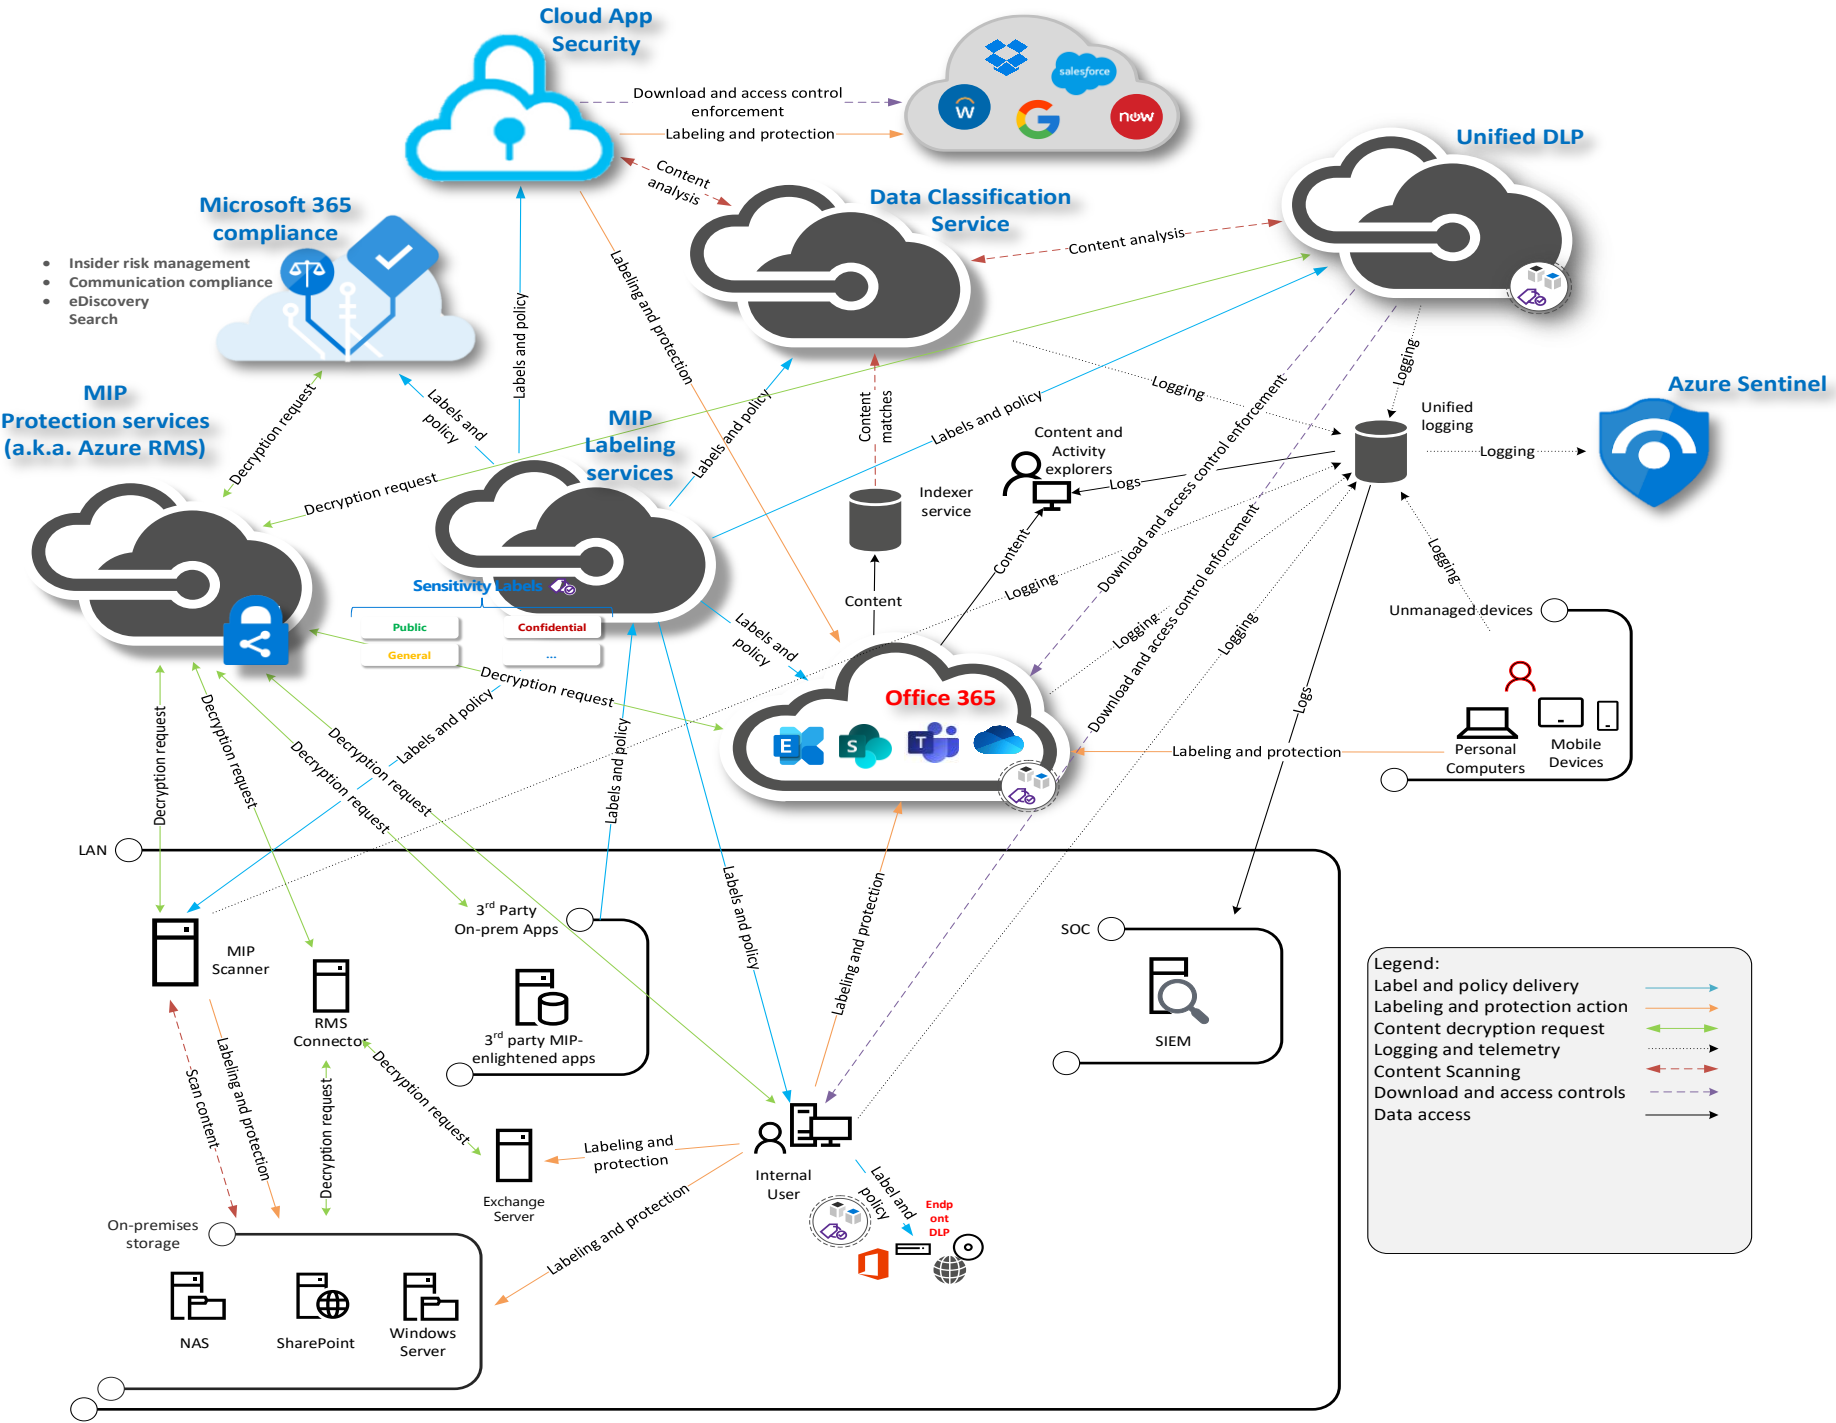 Cloud App
Security
Download and access control
enforcement
Labeling and protection
salesforce
W
G
now
Unified DLP
Content
analysis
Data Classification
Service
Content analysis
Microsoft 365
compliance
• Insider risk management
• Communication compliance
• eDiscovery
Search
Labels and policy
Labeling and protection
Logging
Logging
Azure Sentinel
MIP
Protection services
(a.k.a. Azure RMS)
Decryption request
Labels and
policy
MIP
Labeling
services
Labels and policy
Content
matches
Labels and policy
Content and
Activity
explorers
Unified
logging
Logging
Decryption request
Logs
Indexer
service
Download and access control enforcement
Download and access control enforcement
Content
Logging
Logging
Logging
Logging
Sensitivity Labels
Public
Confidential
General
...
Content
Unmanaged devices
Labels and
policy
Decryption request
Office 365
E
S
T
Labels and policy
Labels and policy
Decryption request
Decryption request
Decryption request
Decryption request
Logs
Labeling and protection
Personal
Computers
Mobile
Devices
LAN
Labels and policy
Labeling and protection
3rd Party
On-prem Apps
SOC
MIP
Scanner
RMS
Connector
3rd party MIP-
enlightened apps
SIEM
Legend:
Label and policy delivery
Labeling and protection action
Content decryption request
Logging and telemetry
Content Scanning
Download and access controls
Data access
Scan content
Labeling and protection
Decryption request
Decryption request
Labeling and
protection
Internal
User
Label and
policy
Exchange
Server
Endp
ont
DLP
Labeling and protection
On-premises
storage
NAS
SharePoint
Windows
Server